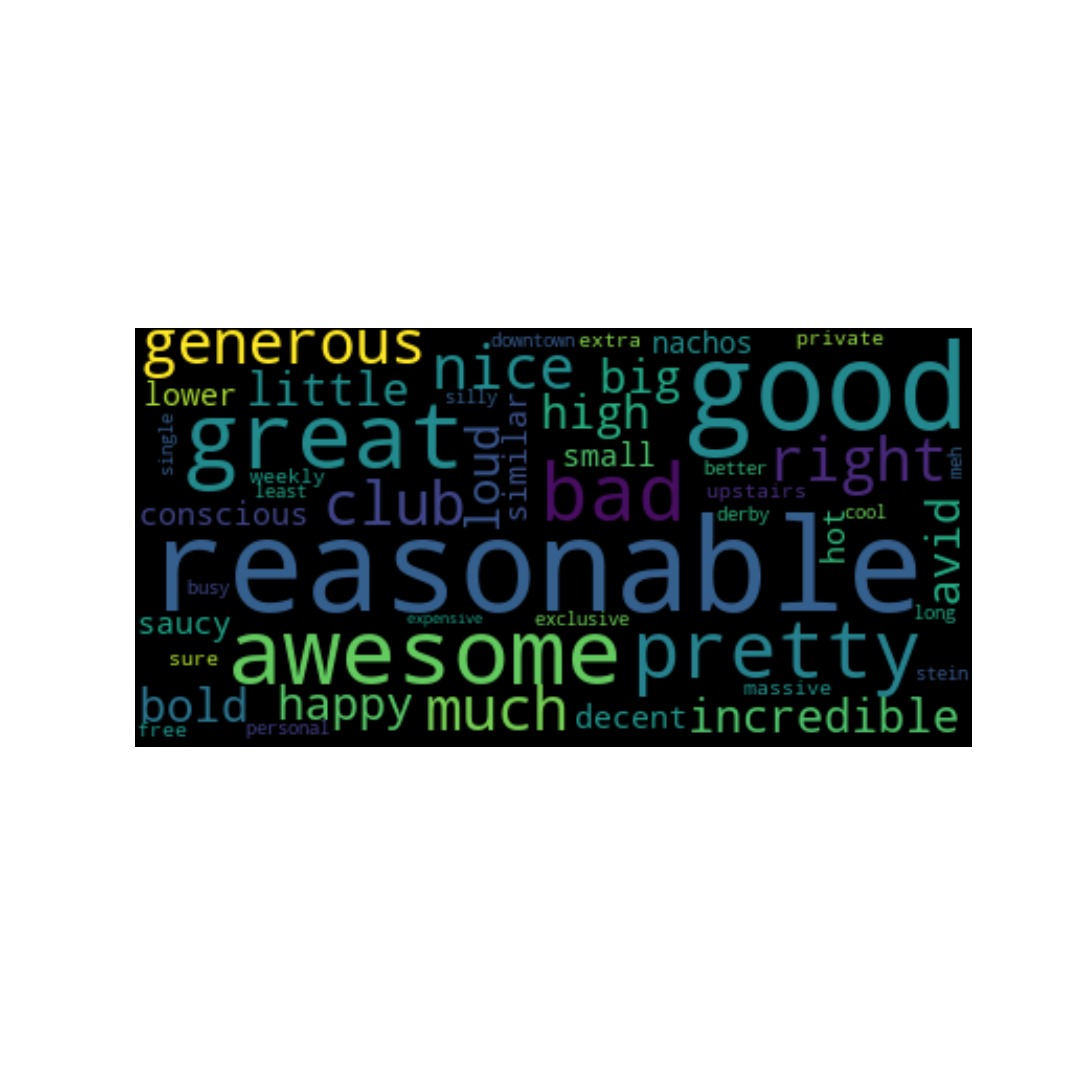 generous
downtown
extra
nachos
private
nice
good
lower
little
big
silly
similar
high
great
single
loud
small
right
meh
better
weekly
least
club
bad
upstairs
conscious
derby
hot
cool
avid
reasonable
busy
long
saucy
expensive
exclusive
awesome
pretty
sure
stein
massive
bold
happy
much
decent
incredible
free
personal